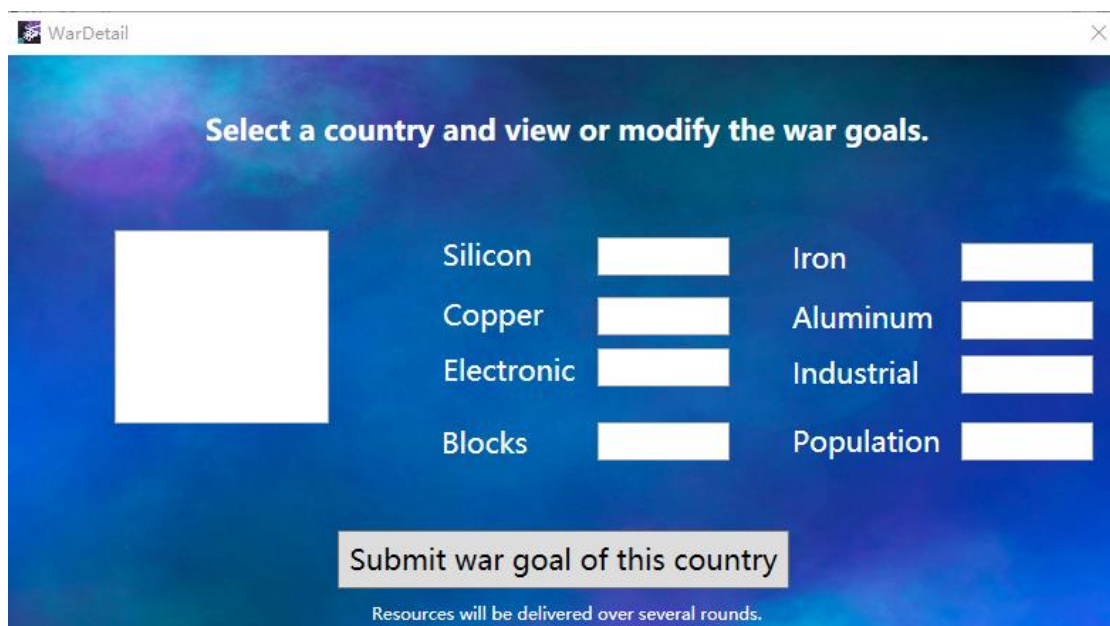 WarDetail
Select a country and view or modify the war goals.
Silicon
Iron
Copper
Aluminum
Electronic
Industrial
Blocks
Population
Submit war goal of this country
Resources will be delivered over several rounds.